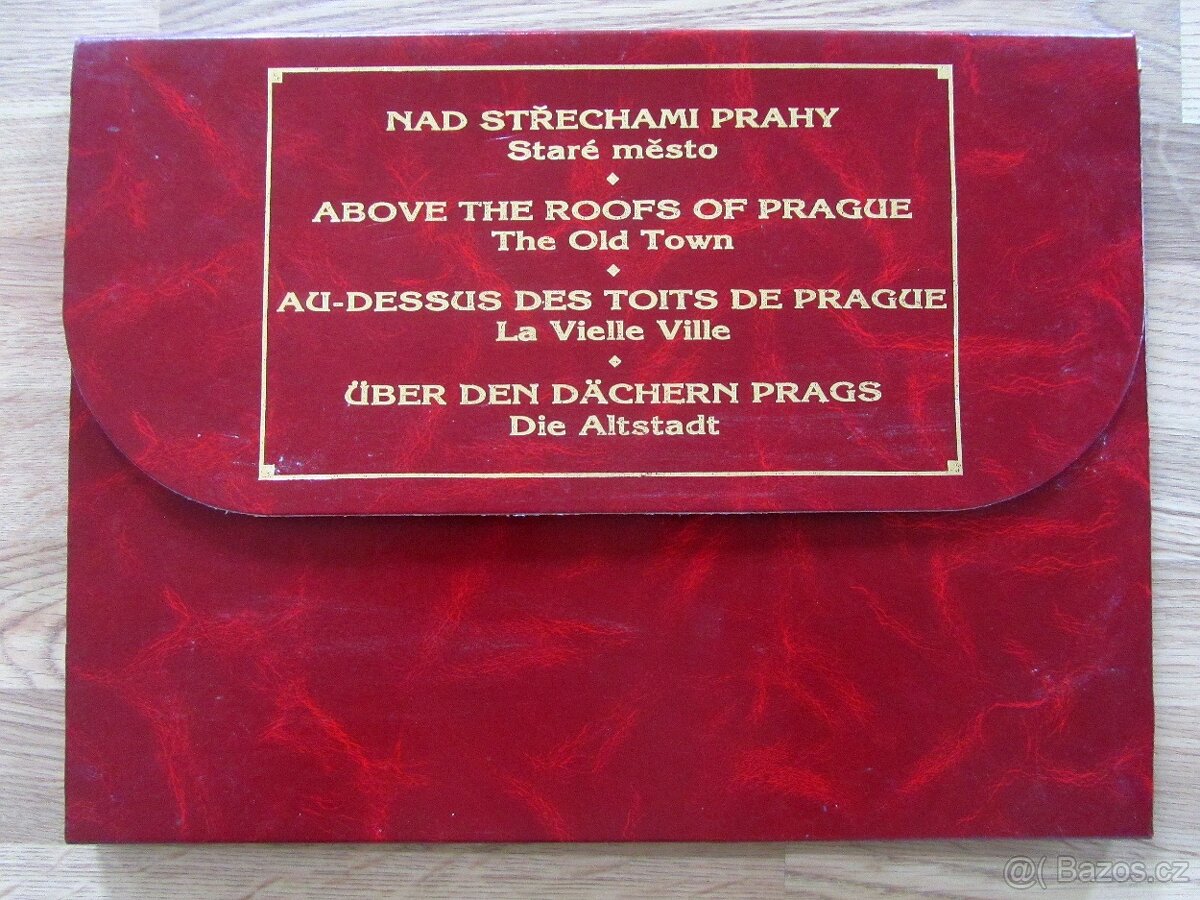 NAD STŘECHAMI PRAHY
Staré město
ABOVE THE ROOFS OF PRAGUE
The Old Town
AU-DESSUS DES TOITS DE PRAGUE
La Vielle Ville
ÜBER DEN DÄCHERN PRAGS
Die Altstadt
@( Bazos.cz